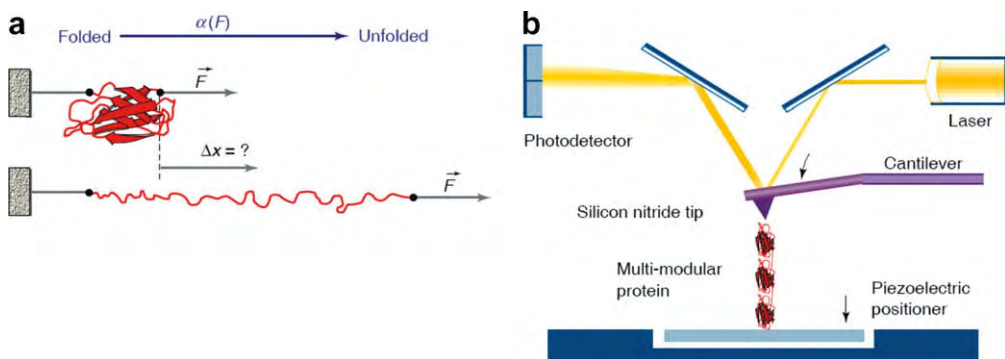 a
α(F)
Folded
Unfolded
F
Δx = ?
F
b
Photodetector
Laser
Cantilever
Silicon nitride tip
Multi-modular
protein
Piezoelectric
positioner